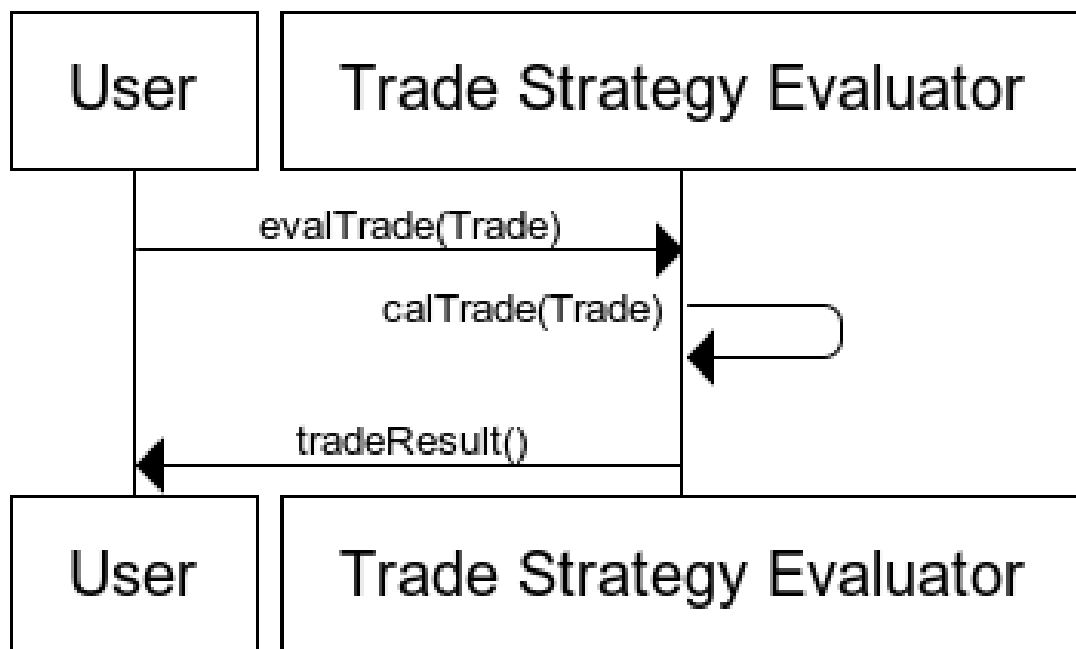 User
Trade Strategy Evaluator
evalTrade(Trade)
calTrade(Trade)
tradeResult()
User
Trade Strategy Evaluator